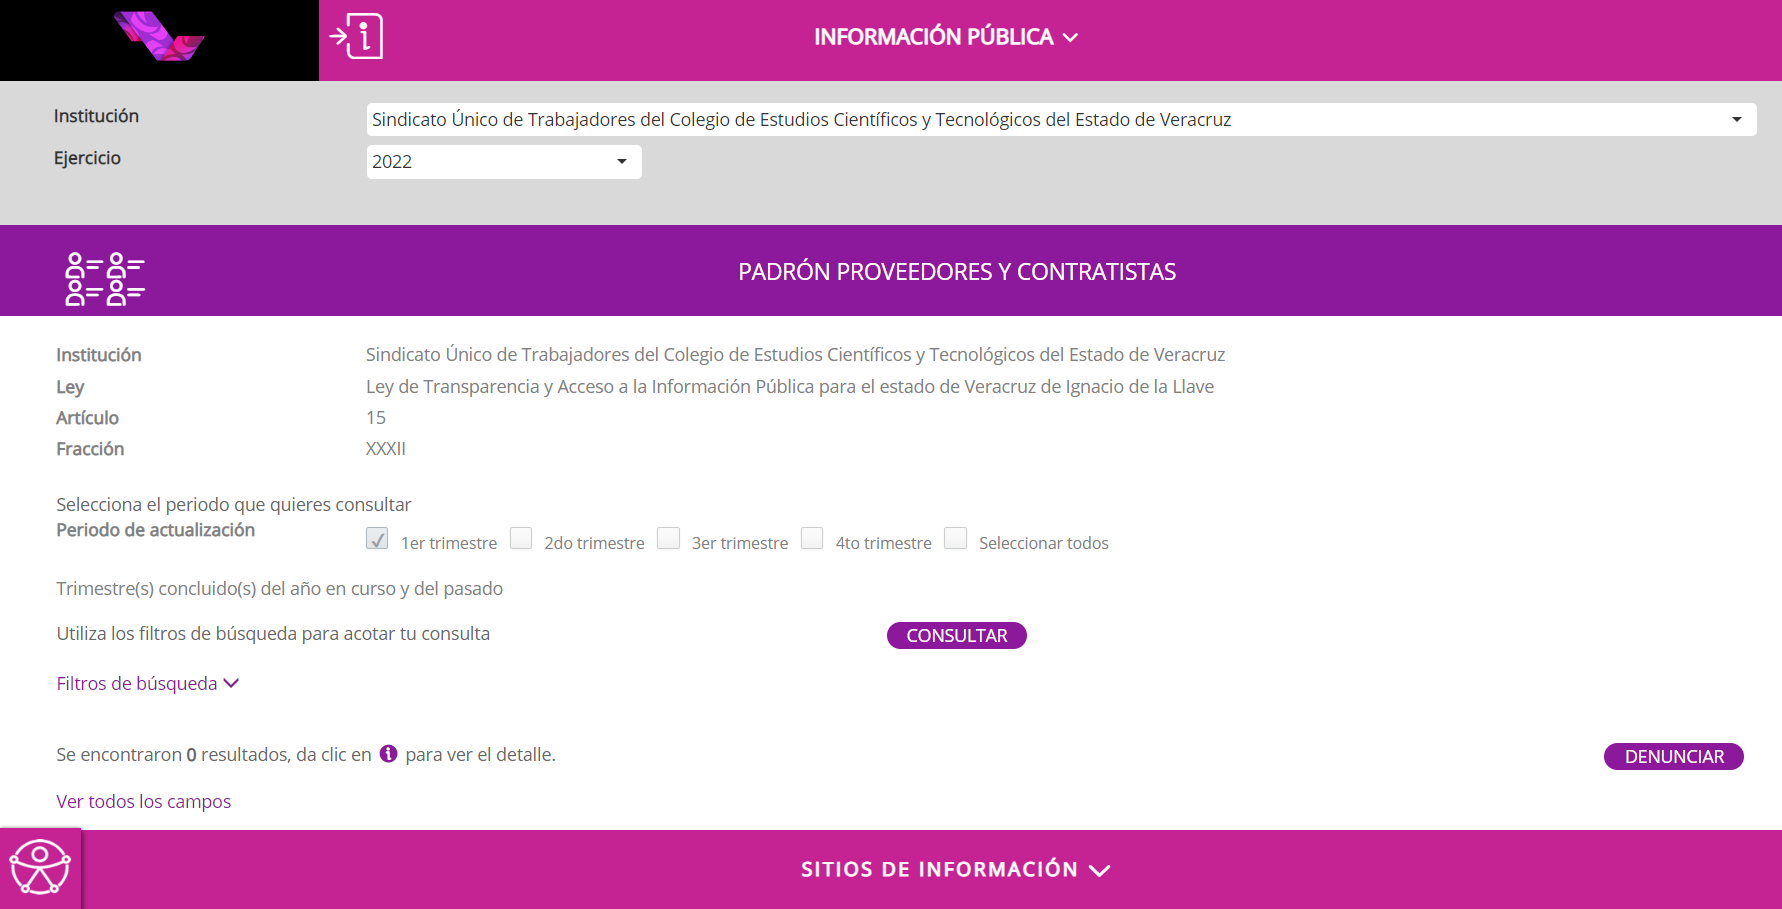 INFORMACIÓN PÚBLICA
Institución
Sindicato Único de Trabajadores del Colegio de Estudios Científicos y Tecnológicos del Estado de Veracruz
Ejercicio
2022
PADRÓN PROVEEDORES Y CONTRATISTAS
Institución
Sindicato Único de Trabajadores del Colegio de Estudios Científicos y Tecnológicos del Estado de Veracruz
Ley
Ley de Transparencia y Acceso a la Información Pública para el estado de Veracruz de Ignacio de la Llave
Artículo
15
Fracción
XXXII
Selecciona el periodo que quieres consultar
Periodo de actualización
1er trimestre
2do trimestre
3er trimestre
4to trimestre
Seleccionar todos
Trimestre(s) concluido(s) del año en curso y del pasado
Utiliza los filtros de búsqueda para acotar tu consulta
CONSULTAR
Filtros de búsqueda
Se encontraron 0 resultados, da clic en i para ver el detalle.
DENUNCIAR
Ver todos los campos
SITIOS DE INFORMACIÓN